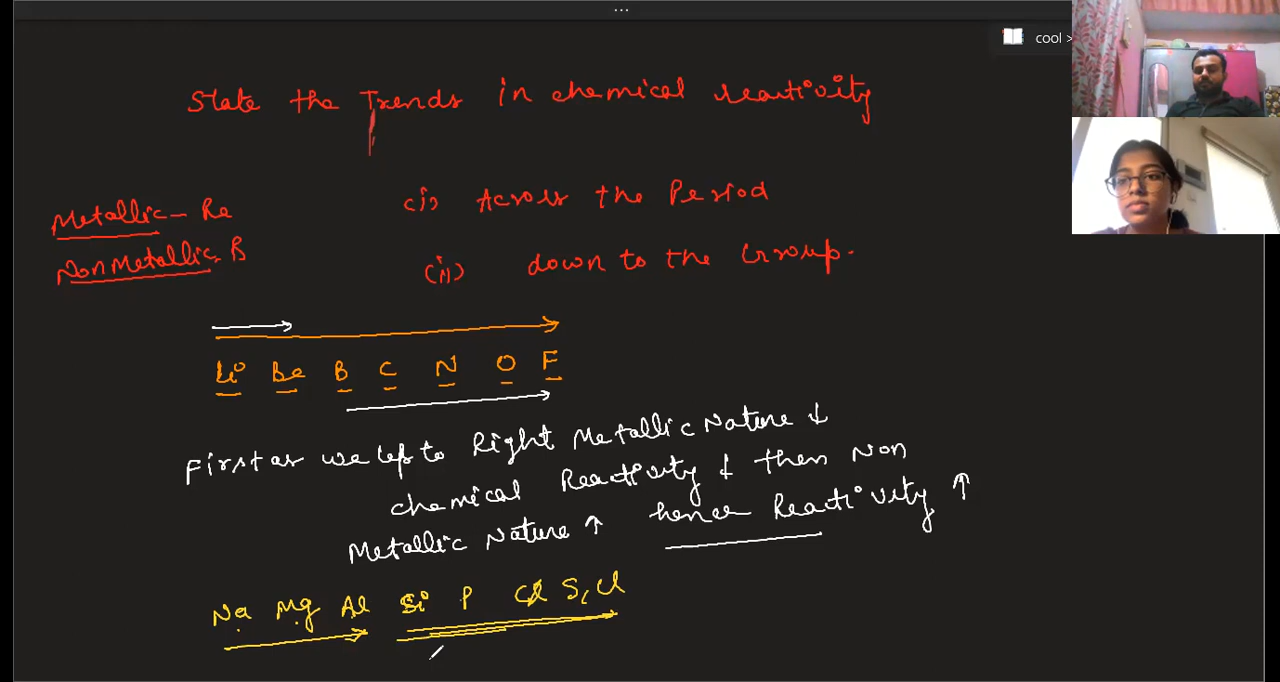 cool >
State the Trends in chemical reactivity
(i) Across the Period
Metallic - Re
Non Metallic - B
(ii) down to the Group.
Li Be B C N O F
First as we left to Right Metallic Nature ↓
chemical Reactivity ↓ then Non
Metallic Nature ↑ hence Reactivity ↑
Na Mg Al Si P S, Cl